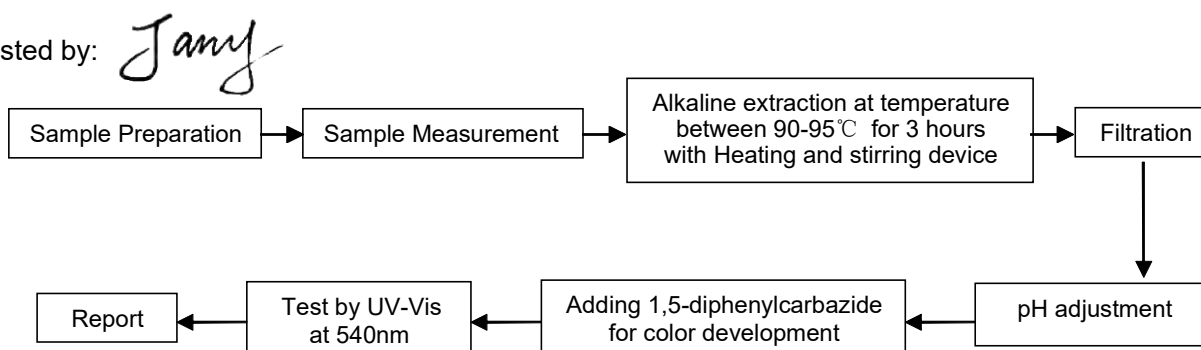 sted by: Jany
Sample Preparation
Sample Measurement
Alkaline extraction at temperature
between 90-95℃ for 3 hours
with Heating and stirring device
Filtration
pH adjustment
Adding 1,5-diphenylcarbazide
for color development
Test by UV-Vis
at 540nm
Report